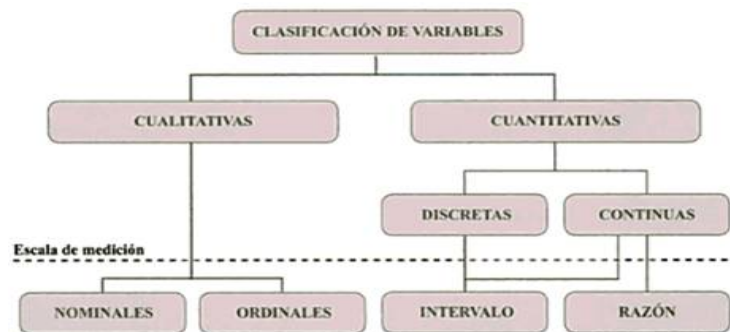 CLASIFICACIÓN DE VARIABLES
CUALITATIVAS
CUANTITATIVAS
DISCRETAS
CONTINUAS
Escala de medición
NOMINALES
ORDINALES
INTERVALO
RAZÓN